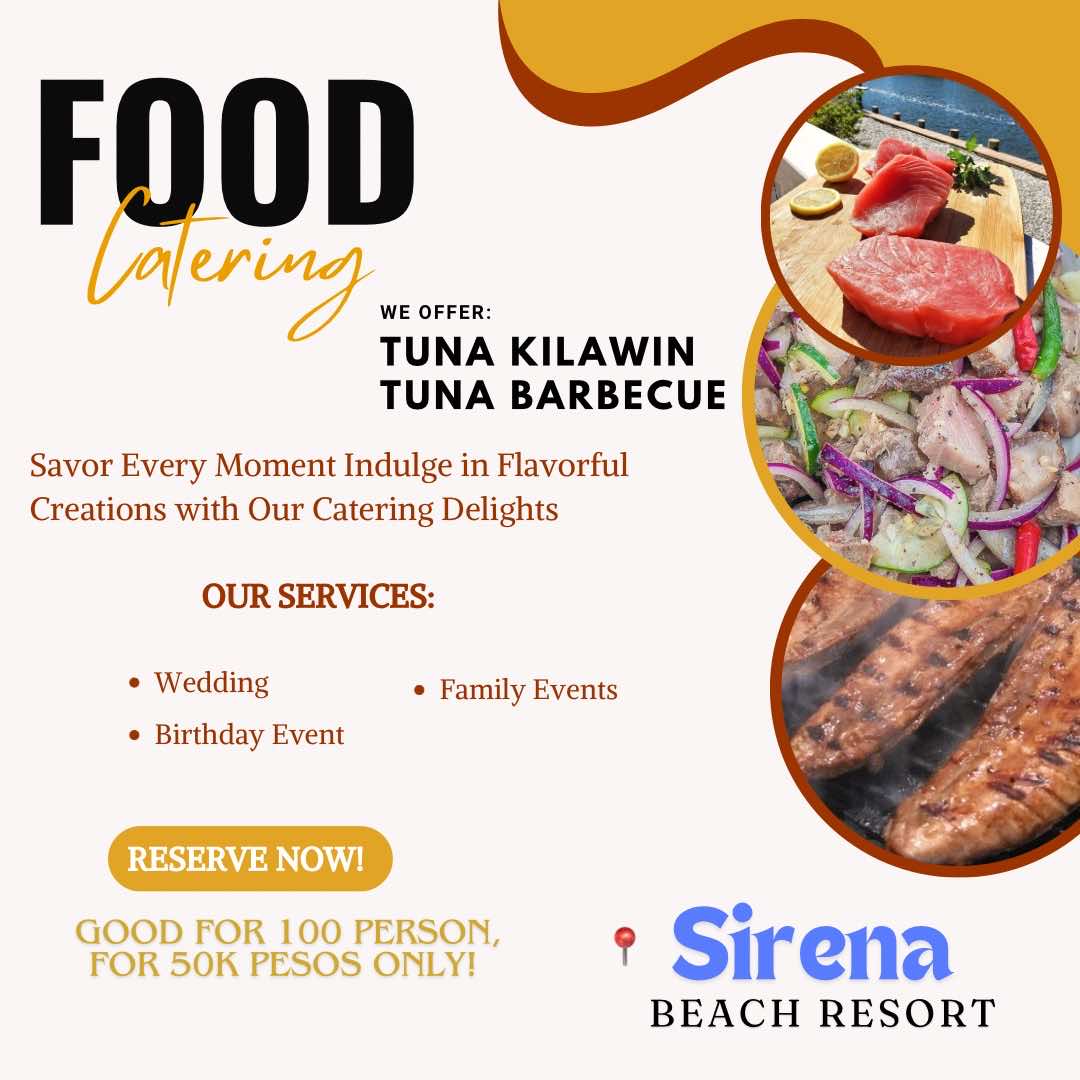 FOOD
Catering
WE OFFER:
TUNA KILAWIN
TUNA BARBECUE
Savor Every Moment Indulge in Flavorful
Creations with Our Catering Delights
OUR SERVICES:
• Wedding
• Birthday Event
• Family Events
RESERVE NOW!
GOOD FOR 100 PERSON,
FOR 50K PESOS ONLY!
Sirena
BEACH RESORT